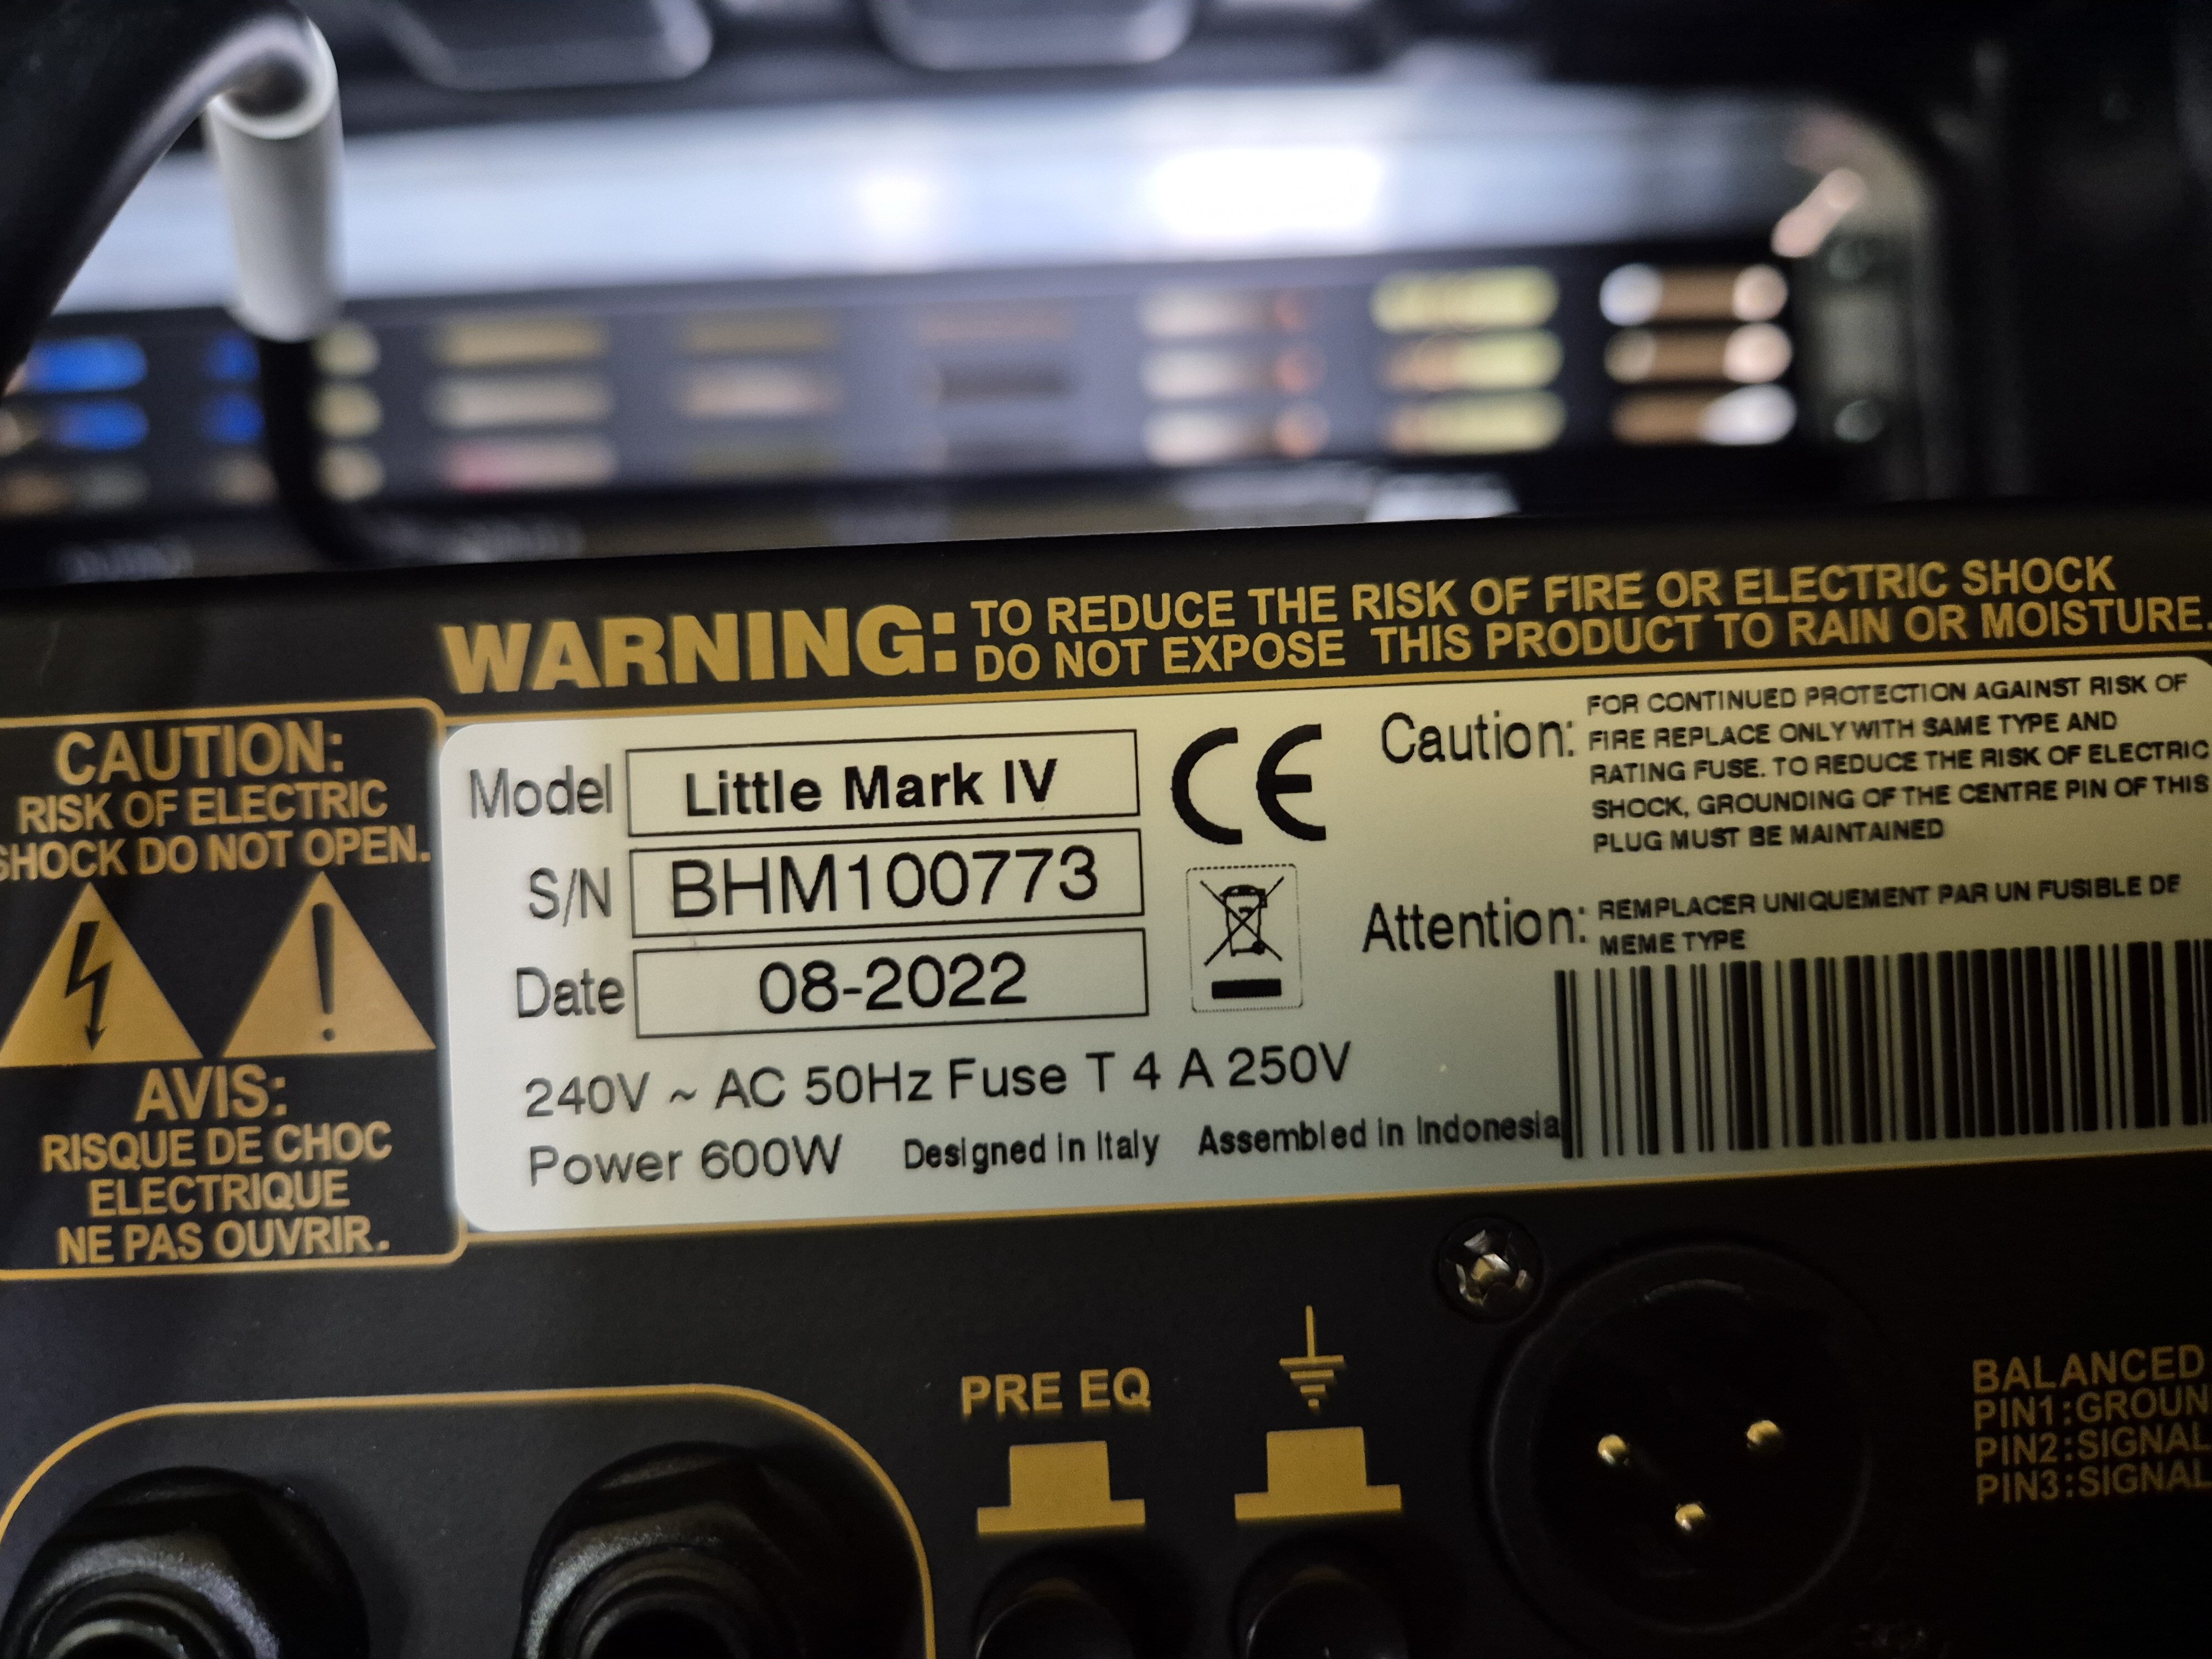 WARNING: TO REDUCE THE RISK OF FIRE OR ELECTRIC SHOCK
DO NOT EXPOSE THIS PRODUCT TO RAIN OR MOISTURE.
CAUTION:
RISK OF ELECTRIC
SHOCK DO NOT OPEN.
AVIS:
RISQUE DE CHOC
ELECTRIQUE
NE PAS OUVRIR.
Model Little Mark IV
S/N BHM100773
Date 08-2022
240V ~ AC 50Hz Fuse T 4 A 250V
Power 600W Designed in Italy Assembled in Indonesia
CE
Caution: FOR CONTINUED PROTECTION AGAINST RISK OF
FIRE REPLACE ONLY WITH SAME TYPE AND
RATING FUSE. TO REDUCE THE RISK OF ELECTRIC
SHOCK, GROUNDING OF THE CENTRE PIN OF THIS
PLUG MUST BE MAINTAINED
Attention: REMPLACER UNIQUEMENT PAR UN FUSIBLE DE
MEME TYPE
PRE EQ
BALANCED
PIN1:GROUN
PIN2:SIGNAL
PIN3:SIGNAL